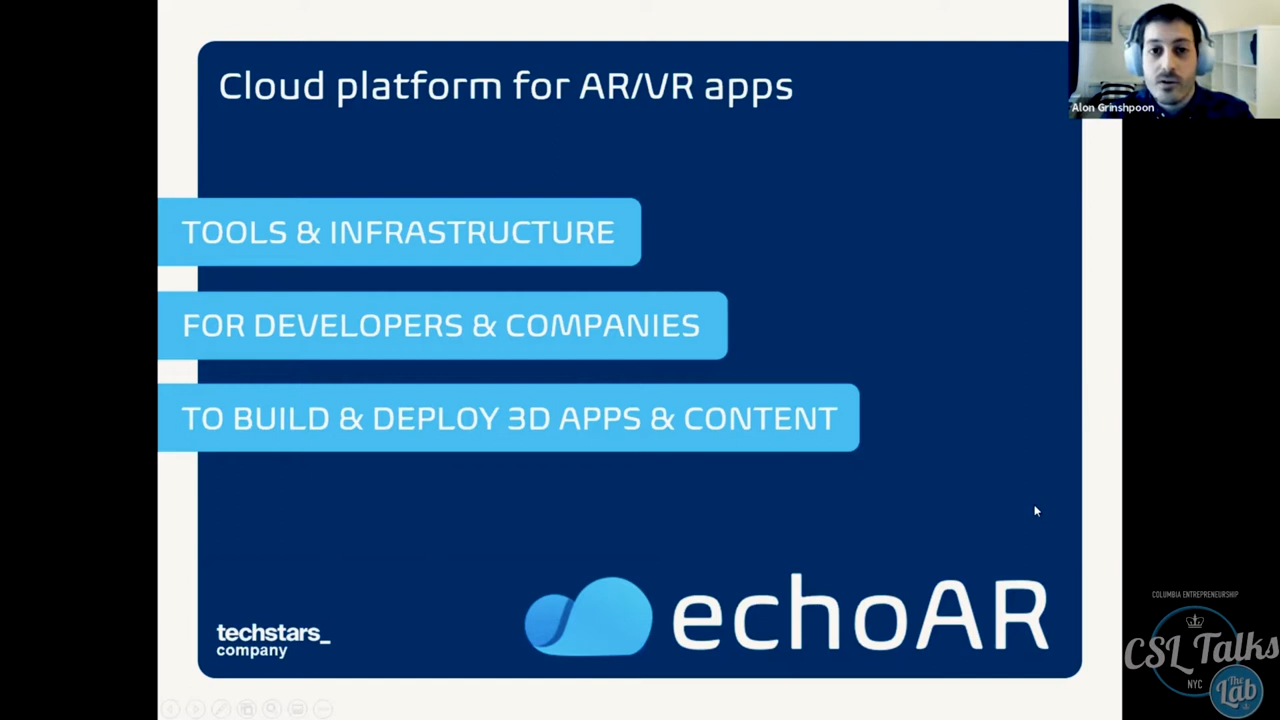 Cloud platform for AR/VR apps
Alon Grinshpoon
TOOLS & INFRASTRUCTURE
FOR DEVELOPERS & COMPANIES
TO BUILD & DEPLOY 3D APPS & CONTENT
techstars_
company
echoAR
COLUMBIA ENTREPRENEURSHIP
CSL Talks
NYC
The
Lab